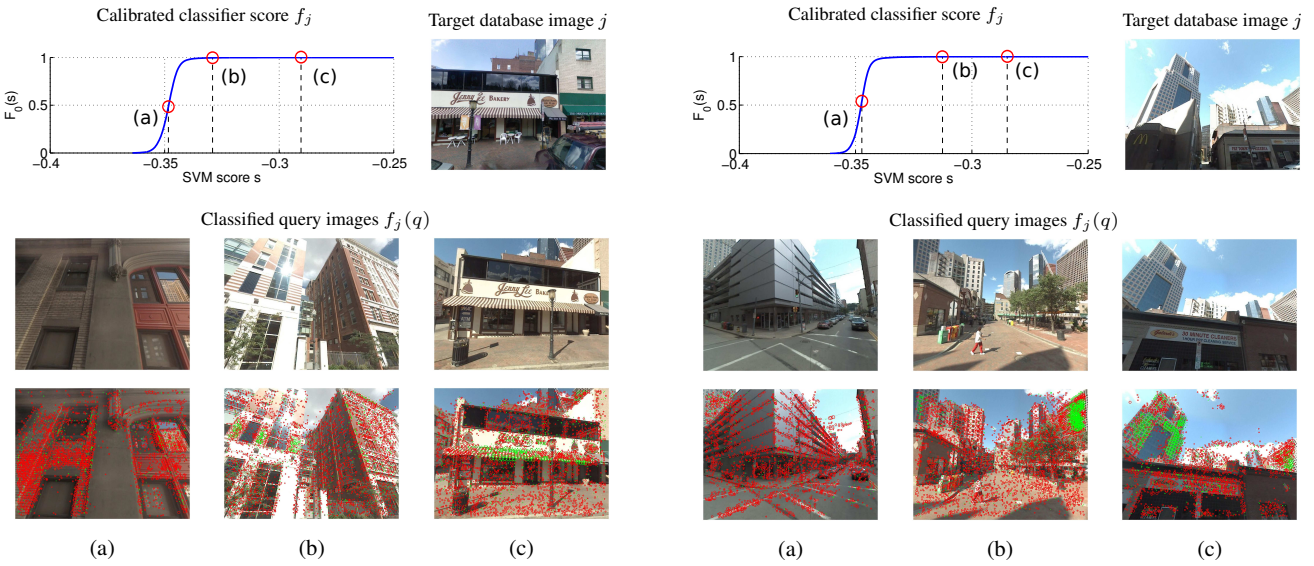 Calibrated classifier score f_j
Target database image j
F_0(s)
1
0.5
0
(a)
(b)
(c)
−0.4
−0.35
−0.3
−0.25
SVM score s
Jenny Lee BAKERY
Classified query images f_j(q)
Jenny Lee
(a)
(b)
(c)
Calibrated classifier score f_j
Target database image j
F_0(s)
1
0.5
0
(a)
(b)
(c)
−0.4
−0.35
−0.3
−0.25
SVM score s
Classified query images f_j(q)
30 MINUTE CLEANERS
(a)
(b)
(c)